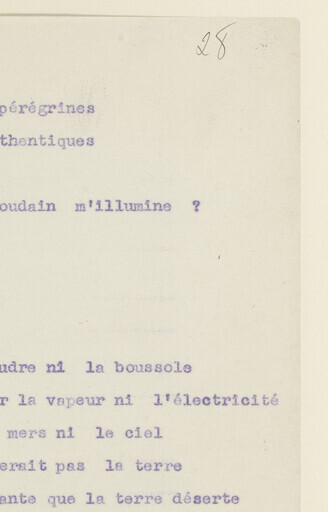 28
pérégrines
thentiques
oudain m'illumine ?
udre ni la boussole
r la vapeur ni l'électricité
mers ni le ciel
erait pas la terre
ante que la terre déserte